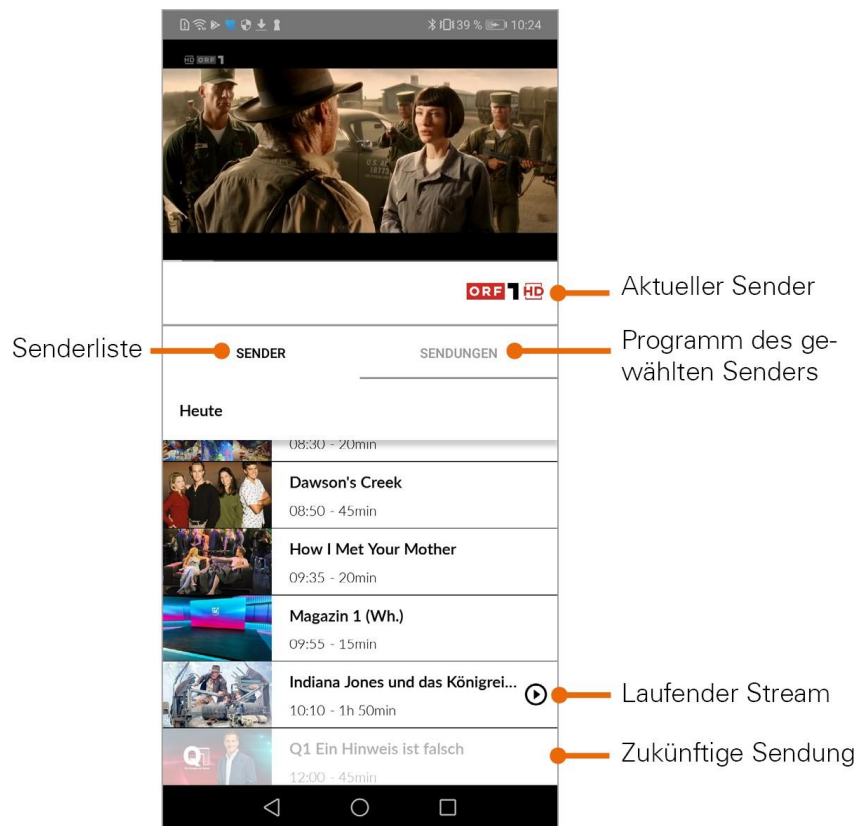 39 % 10:24
HD ORF 1
U.S. A
18773
ORF 1 HD
Aktueller Sender
Senderliste
SENDER
SENDUNGEN
Programm des ge-
wählten Senders
Heute
08:30 - 20min
Dawson's Creek
08:50 - 45min
How I Met Your Mother
09:35 - 20min
Magazin 1 (Wh.)
09:55 - 15min
Indiana Jones und das Königrei...
10:10 - 1h 50min
Laufender Stream
Q1
Q1 Ein Hinweis ist falsch
12:00 - 45min
Zukünftige Sendung